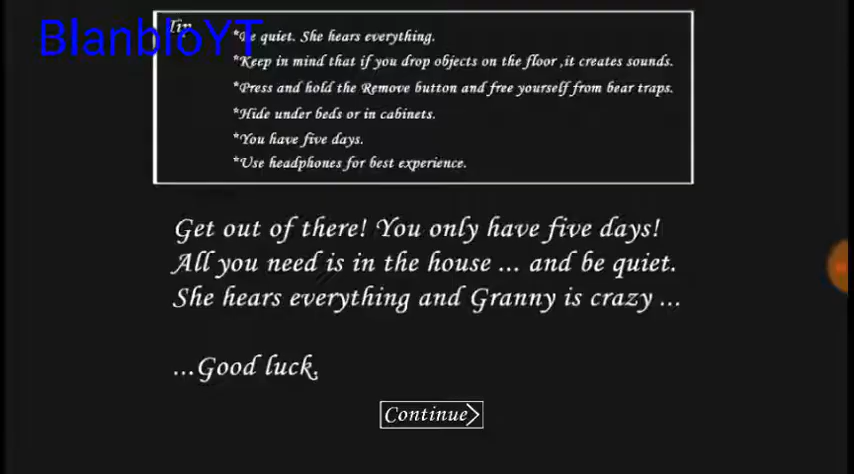 Tip
BlanbloYT
*Be quiet. She hears everything.
*Keep in mind that if you drop objects on the floor ,it creates sounds.
*Press and hold the Remove button and free yourself from bear traps.
*Hide under beds or in cabinets.
*You have five days.
*Use headphones for best experience.
Get out of there! You only have five days!
All you need is in the house ... and be quiet.
She hears everything and Granny is crazy ...
...Good luck.
Continue>